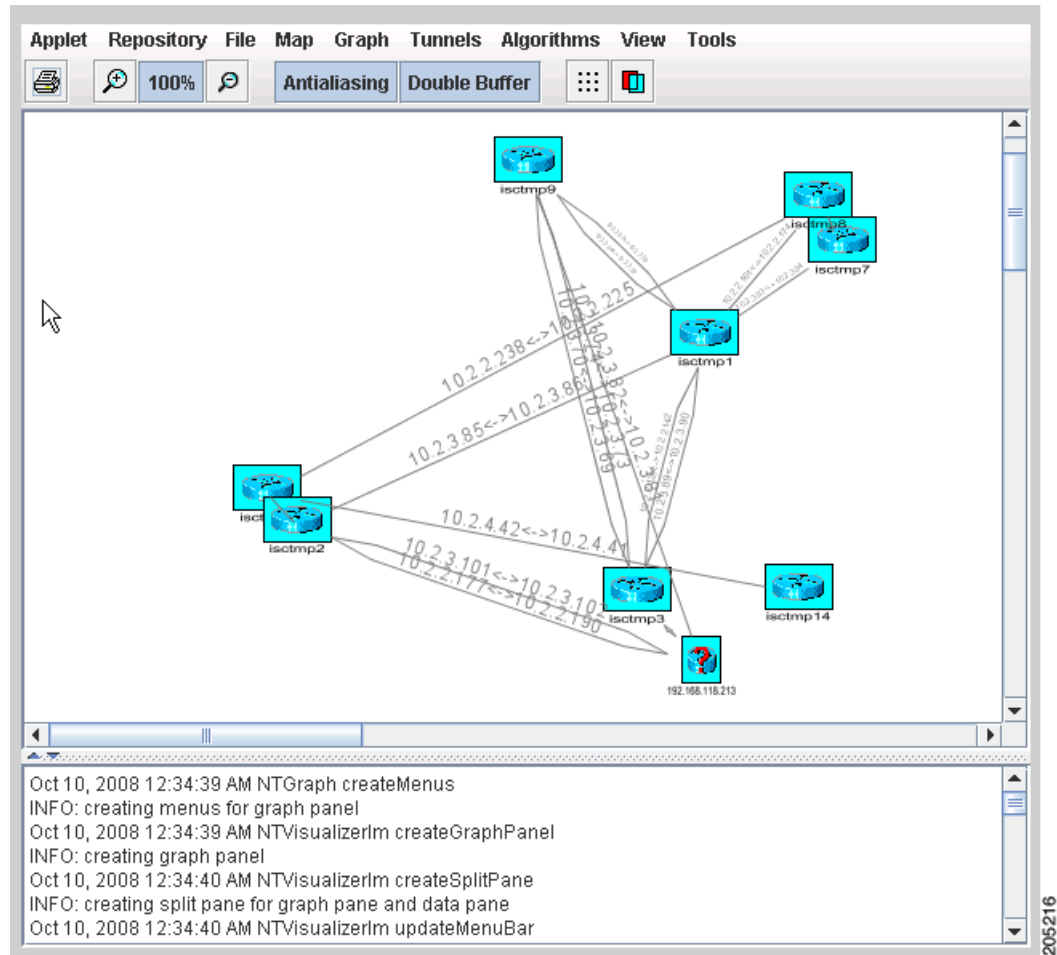 Applet Repository File Map Graph Tunnels Algorithms View Tools
100% Antialiasing Double Buffer
isctmp9
isctmp8
isctmp7
isctmp1
10.2.2.238<->10.2.2.225
10.2.3.85<->10.2.3.86
isctmp2
10.2.4.42<->10.2.4.41
10.2.3.101<->10.2.3.102
10.2.2.177<->10.2.2.190
isctmp3
isctmp14
192.168.118.213
Oct 10, 2008 12:34:39 AM NTGraph createMenus
INFO: creating menus for graph panel
Oct 10, 2008 12:34:39 AM NTVisualizerIm createGraphPanel
INFO: creating graph panel
Oct 10, 2008 12:34:40 AM NTVisualizerIm createSplitPane
INFO: creating split pane for graph pane and data pane
Oct 10, 2008 12:34:40 AM NTVisualizerIm updateMenuBar
205216